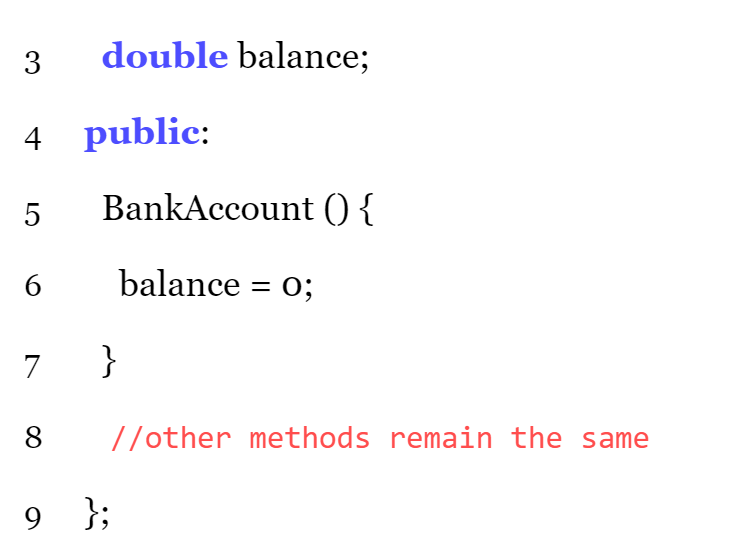 3 double balance;
4 public:
5 BankAccount () {
6 balance = 0;
7 }
8 //other methods remain the same
9 };